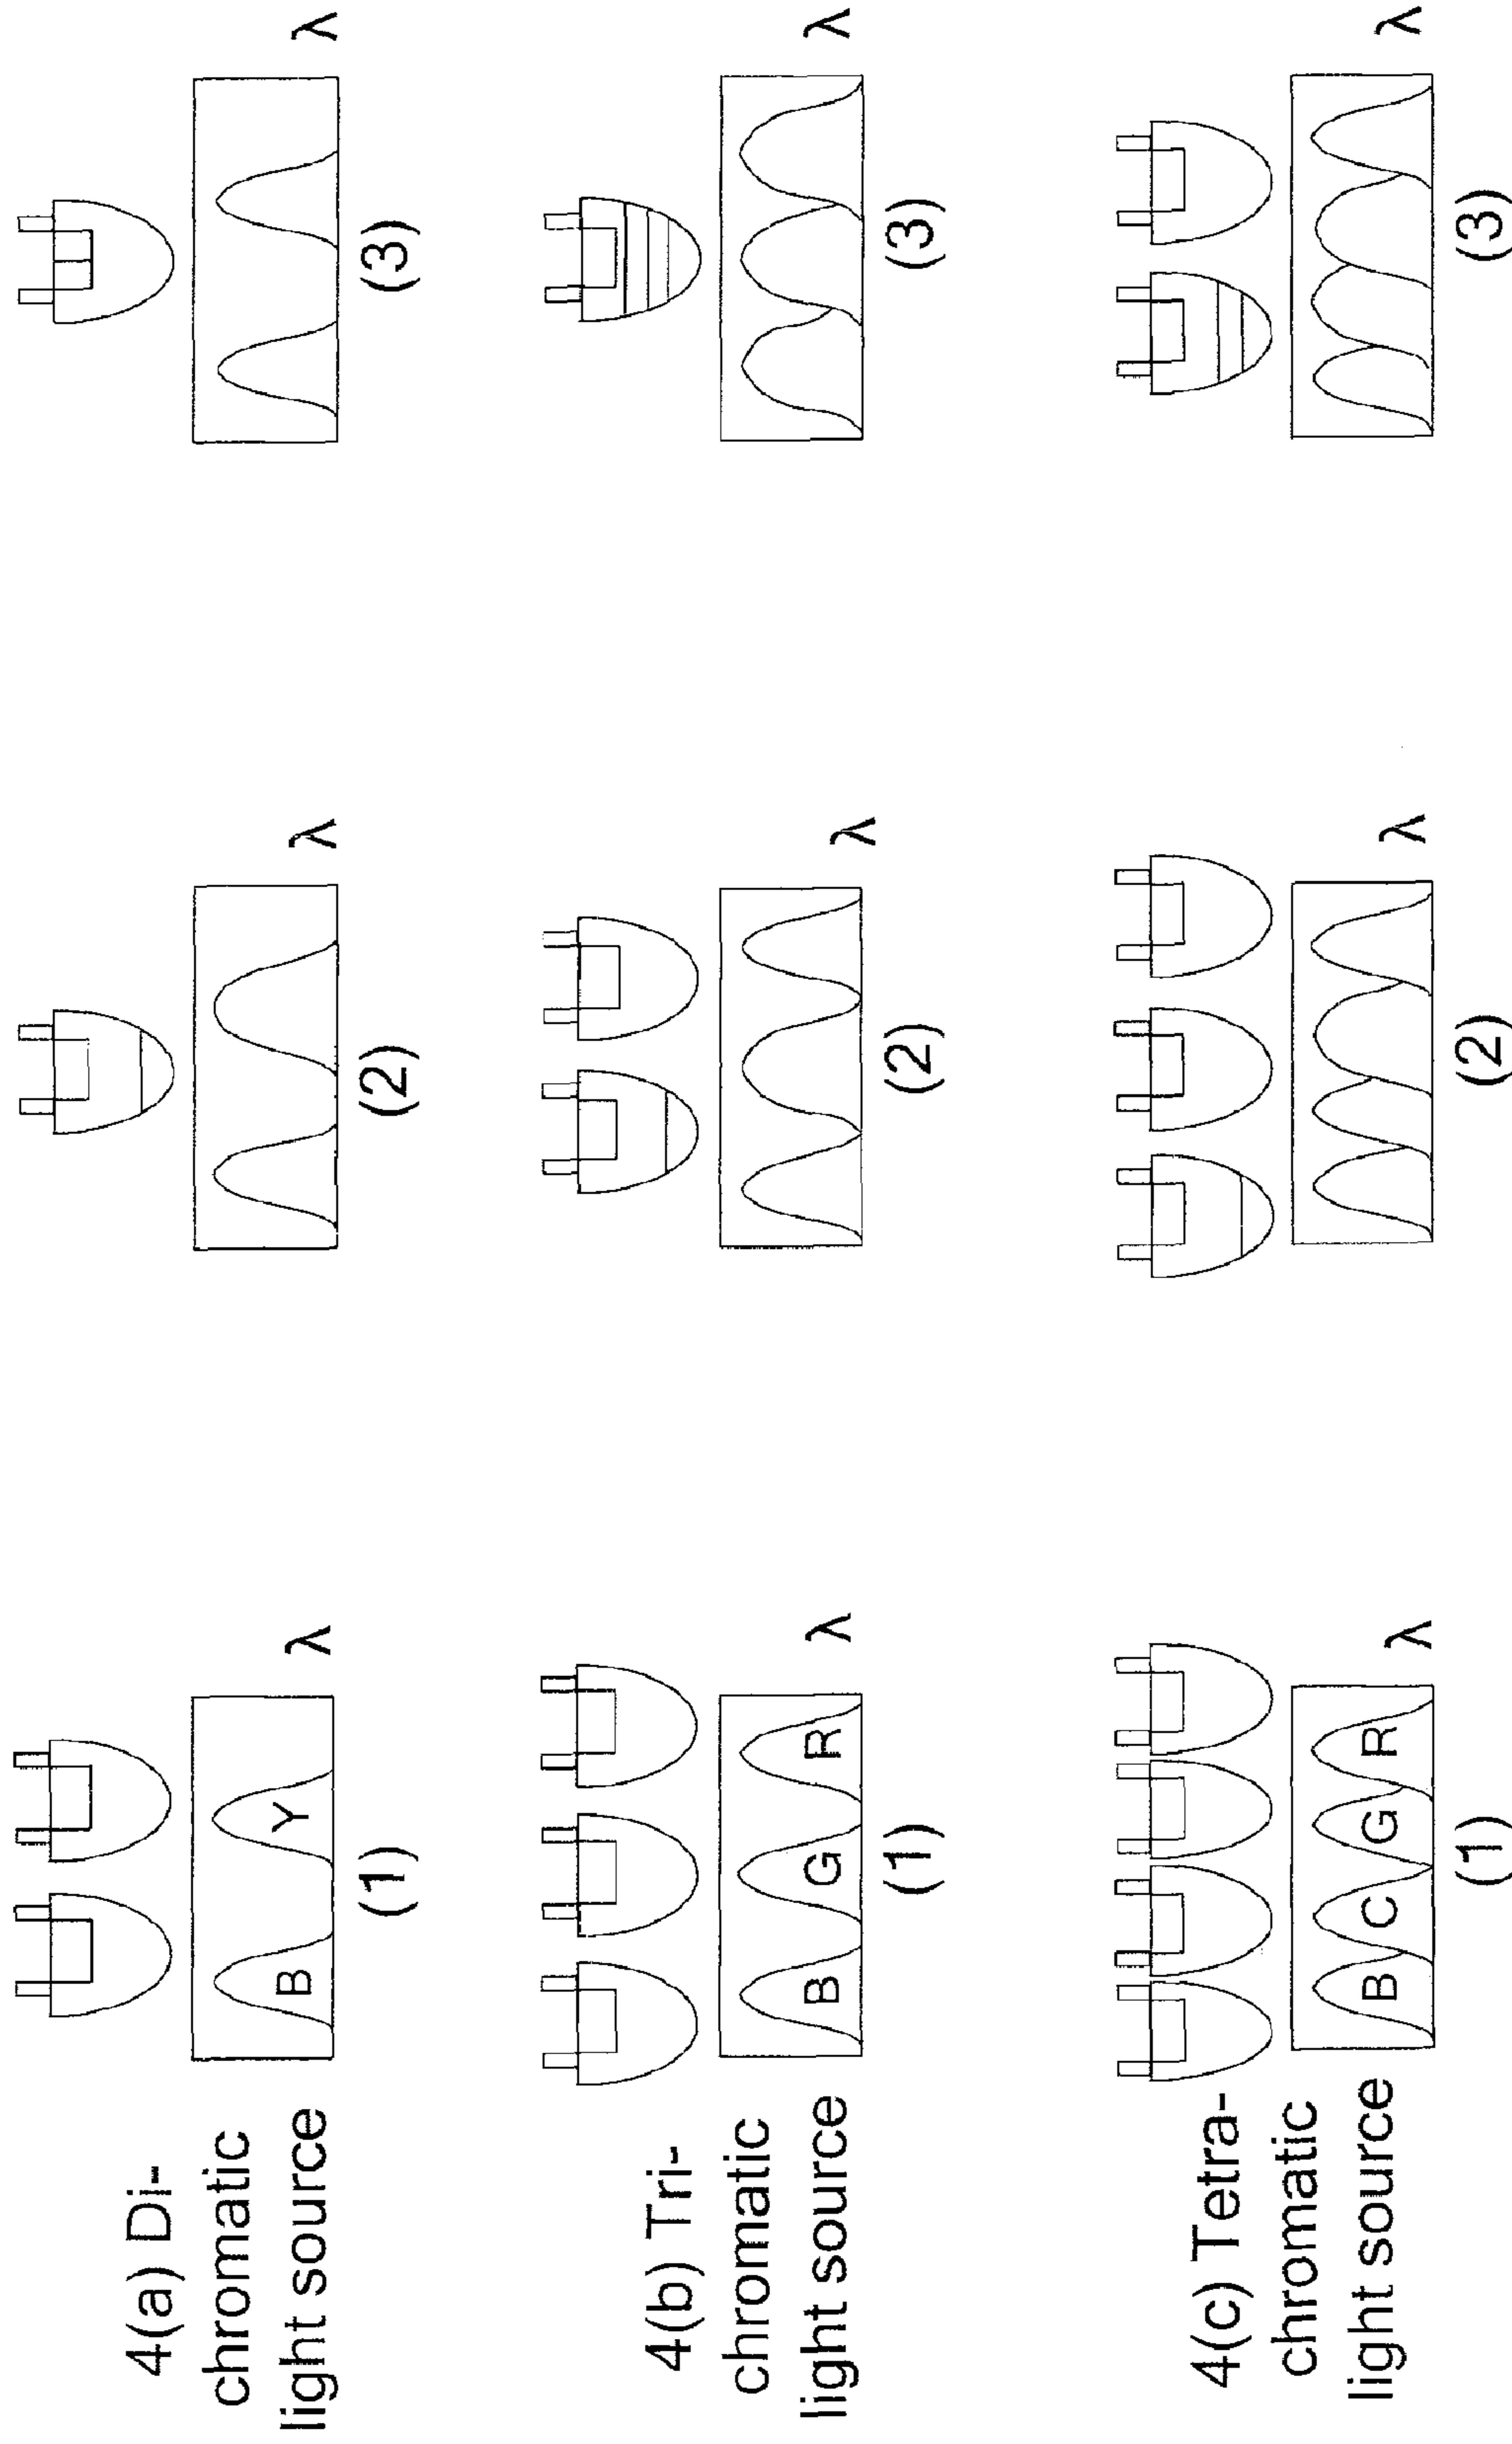 4(a) Di-
chromatic
light source
B Y λ
(1)
λ
(2)
λ
(3)
4(b) Tri-
chromatic
light source
B G R λ
(1)
λ
(2)
λ
(3)
4(c) Tetra-
chromatic
light source
B C G R λ
(1)
λ
(2)
λ
(3)